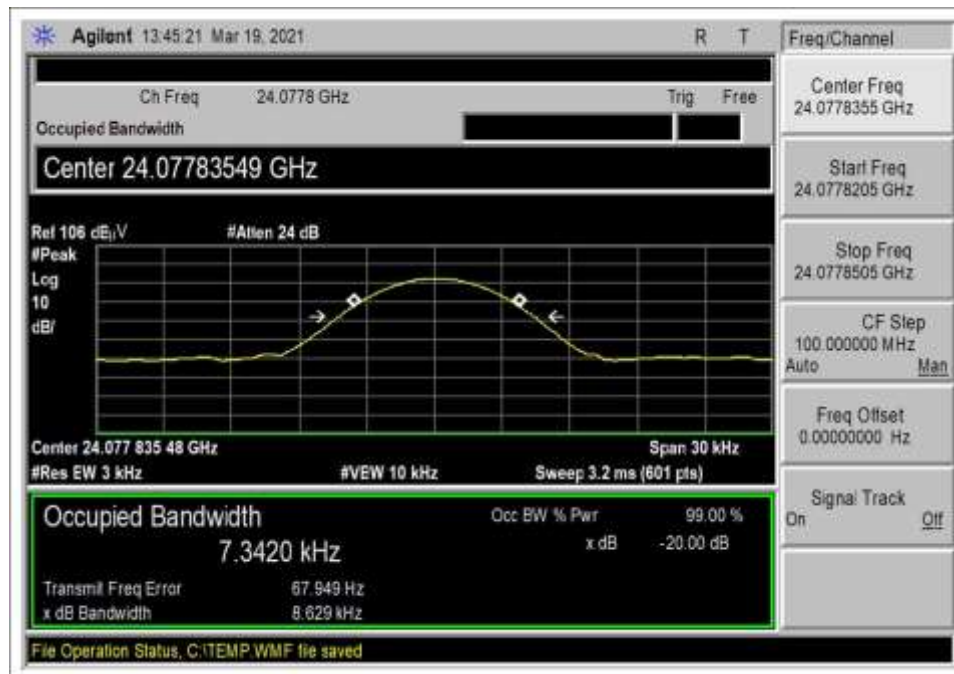 Agilent 13:45:21 Mar 19, 2021 R T
Freq/Channel
Ch Freq 24.0778 GHz Trig Free
Occupied Bandwidth
Center 24.07783549 GHz
Ref 106 dBµV #Atten 24 dB
#Peak
Log
10
dB/
Center 24.077 835 48 GHz Span 30 kHz
#Res BW 3 kHz #VBW 10 kHz Sweep 3.2 ms (601 pts)
Occupied Bandwidth Occ BW % Pwr 99.00 %
7.3420 kHz x dB -20.00 dB
Transmit Freq Error 67.949 Hz
x dB Bandwidth 8.629 kHz
File Operation Status, C:\TEMP.WMF file saved
Center Freq
24.0778355 GHz
Start Freq
24.0778205 GHz
Stop Freq
24.0778505 GHz
CF Step
100.000000 MHz
Auto Man
Freq Offset
0.00000000 Hz
Signal Track
On Off